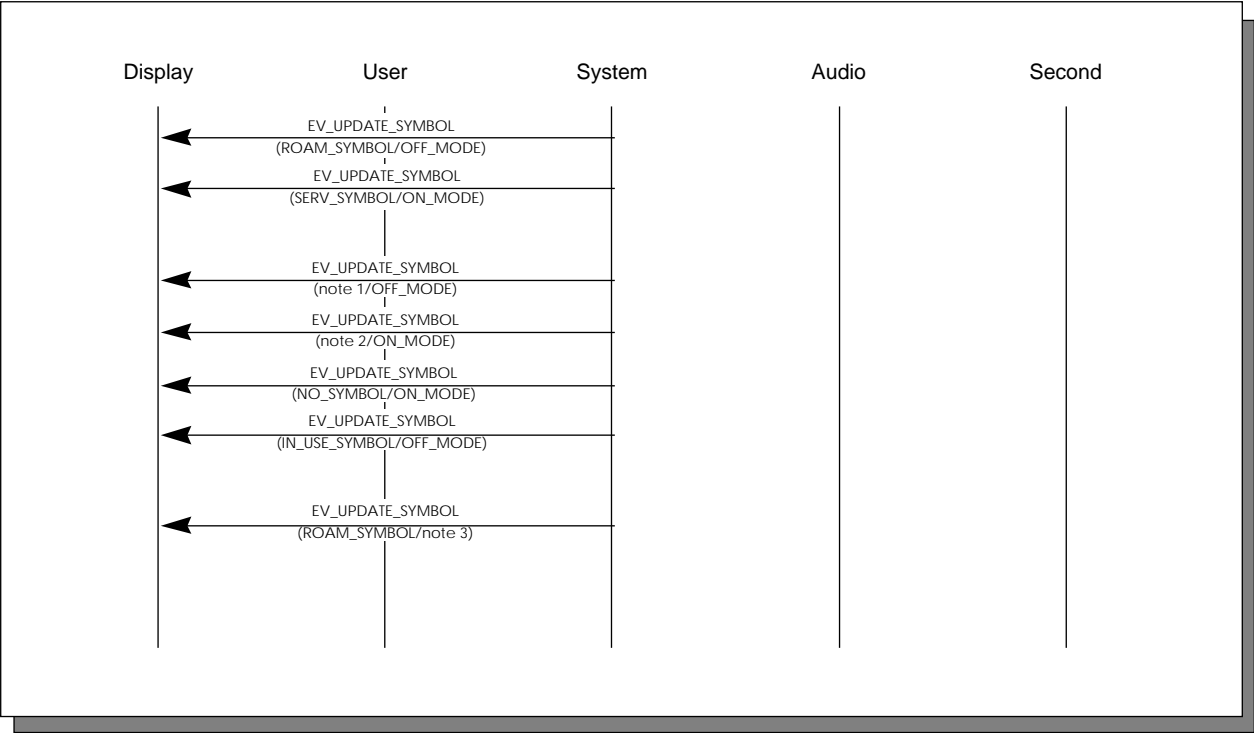 Display User System Audio Second
EV_UPDATE_SYMBOL
(ROAM_SYMBOL/OFF_MODE)
EV_UPDATE_SYMBOL
(SERV_SYMBOL/ON_MODE)
EV_UPDATE_SYMBOL
(note 1/OFF_MODE)
EV_UPDATE_SYMBOL
(note 2/ON_MODE)
EV_UPDATE_SYMBOL
(NO_SYMBOL/ON_MODE)
EV_UPDATE_SYMBOL
(IN_USE_SYMBOL/OFF_MODE)
EV_UPDATE_SYMBOL
(ROAM_SYMBOL/note 3)